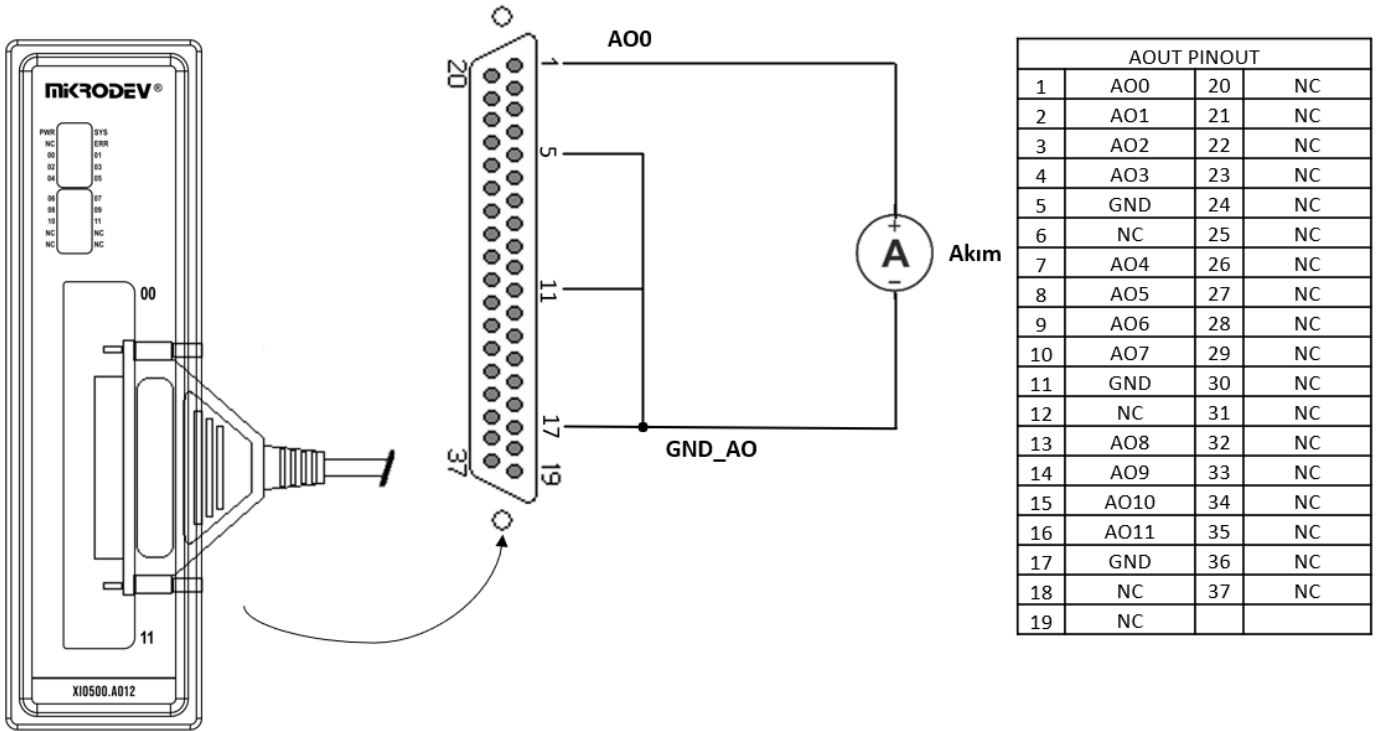 MiKRODEV®
PWR SYS
NC ERR
00 01
02 03
04 05
06 07
08 09
10 11
NC NC
NC NC
00
11
XI0500.A012
AO0
1
20
5
11
17
37
19
GND_AO
+
A
−
Akım
AOUT PINOUT
1 AO0 20 NC
2 AO1 21 NC
3 AO2 22 NC
4 AO3 23 NC
5 GND 24 NC
6 NC 25 NC
7 AO4 26 NC
8 AO5 27 NC
9 AO6 28 NC
10 AO7 29 NC
11 GND 30 NC
12 NC 31 NC
13 AO8 32 NC
14 AO9 33 NC
15 AO10 34 NC
16 AO11 35 NC
17 GND 36 NC
18 NC 37 NC
19 NC